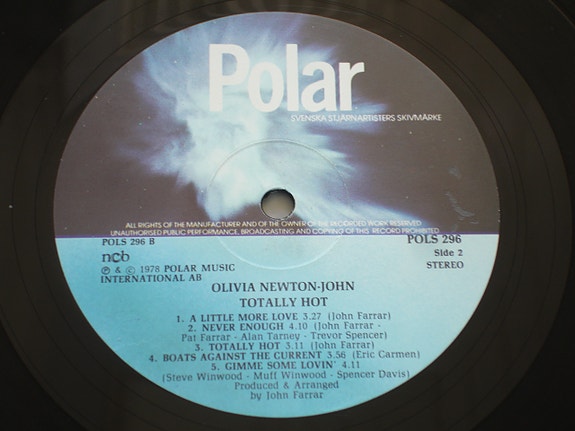 Polar
SVENSKA STJÄRNARTISTERS SKIVMÄRKE
ALL RIGHTS OF THE MANUFACTURER AND OF THE OWNER OF THE RECORDED WORK RESERVED
UNAUTHORISED PUBLIC PERFORMANCE, BROADCASTING AND COPYING OF THIS RECORD PROHIBITED
POLS 296 B
POLS 296
ncb
Side 2
STEREO
℗ & © 1978 POLAR MUSIC
INTERNATIONAL AB
OLIVIA NEWTON-JOHN
TOTALLY HOT
1. A LITTLE MORE LOVE 3.27 (John Farrar)
2. NEVER ENOUGH 4.10 (John Farrar -
Pat Farrar - Alan Tarney - Trevor Spencer)
3. TOTALLY HOT 3.11 (John Farrar)
4. BOATS AGAINST THE CURRENT 3.56 (Eric Carmen)
5. GIMME SOME LOVIN' 4.11
(Steve Winwood - Muff Winwood - Spencer Davis)
Produced & Arranged
by John Farrar